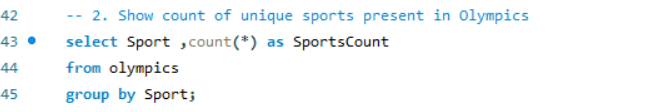 42 -- 2. Show count of unique sports present in Olympics
43 select Sport ,count(*) as SportsCount
44 from olympics
45 group by Sport;